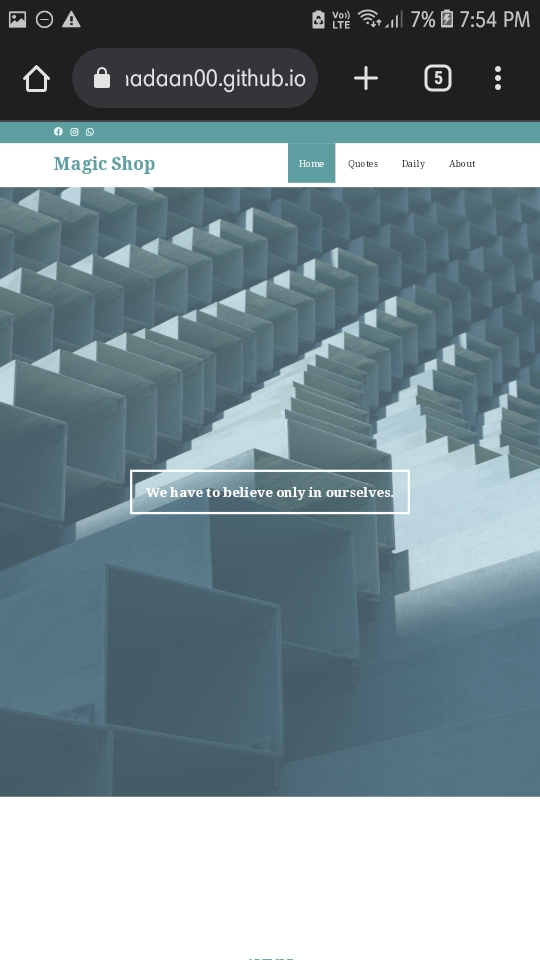 Vo))
LTE
7%
7:54 PM
nadaan00.github.io
5
Magic Shop
Home
Quotes
Daily
About
We have to believe only in ourselves.